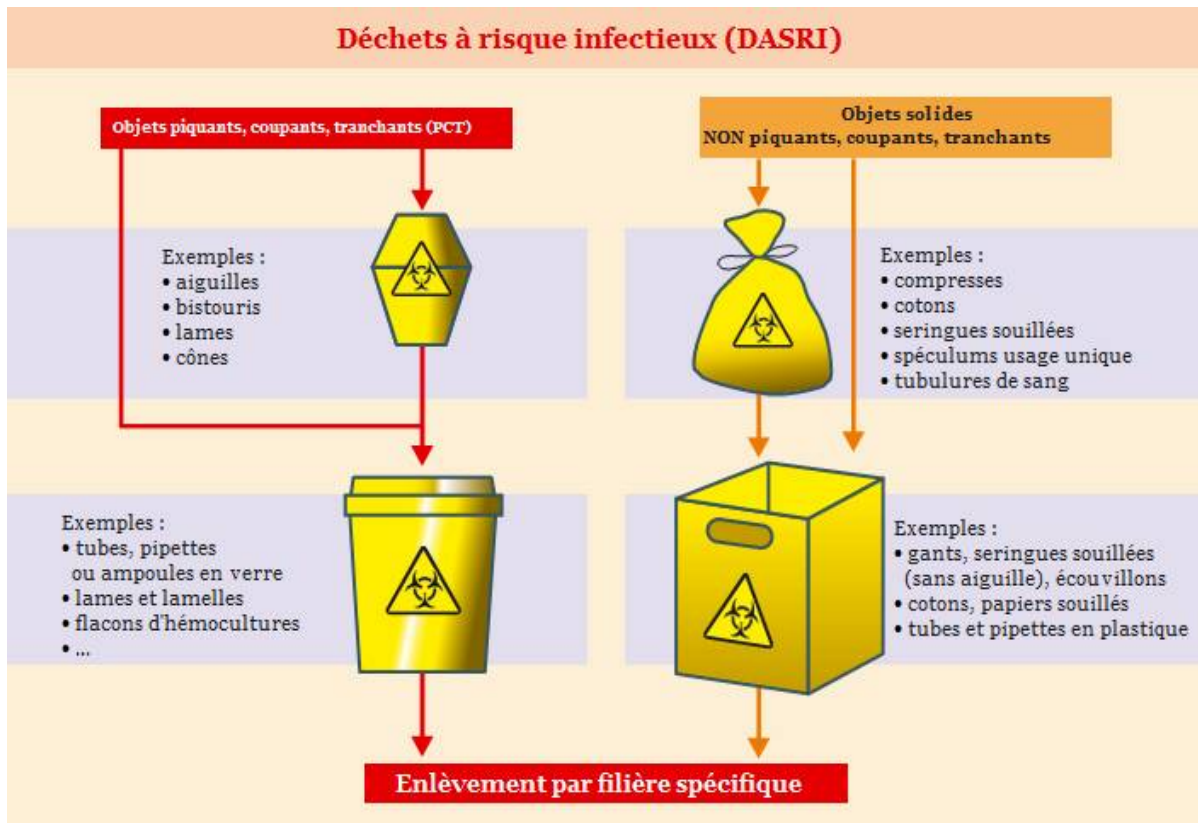 Déchets à risque infectieux (DASRI)
Objets piquants, coupants, tranchants (PCT)
Objets solides
NON piquants, coupants, tranchants
Exemples :
• aiguilles
• bistouris
• lames
• cônes
Exemples :
• compresses
• cotons
• seringues souillées
• spéculums usage unique
• tubulures de sang
Exemples :
• tubes, pipettes
ou ampoules en verre
• lames et lamelles
• flacons d'hémocultures
• ...
Exemples :
• gants, seringues souillées
(sans aiguille), écouvillons
• cotons, papiers souillés
• tubes et pipettes en plastique
Enlèvement par filière spécifique